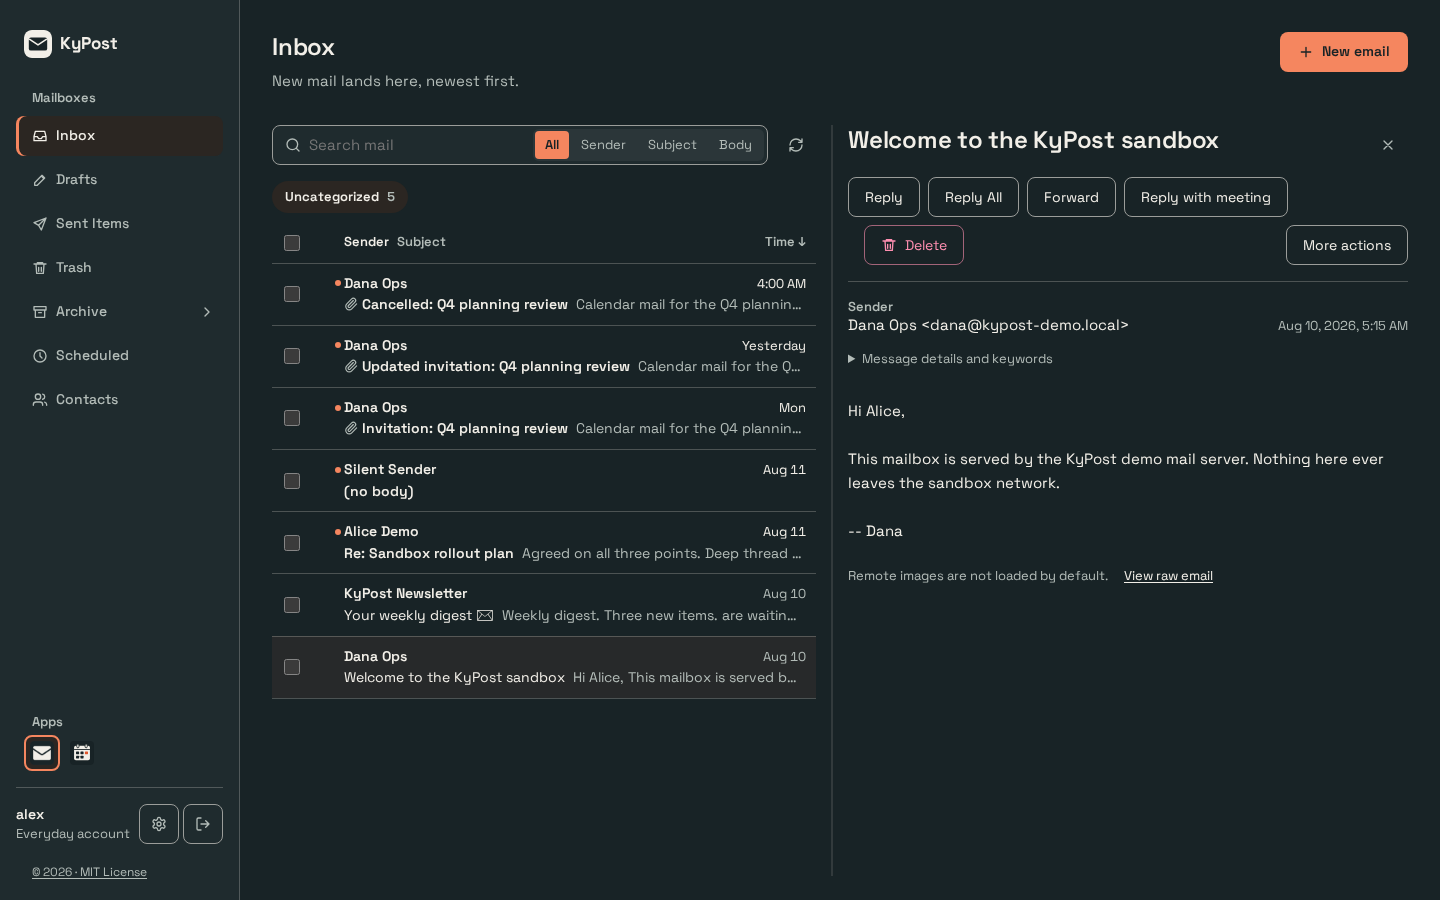 KyPost
Mailboxes
Inbox
Drafts
Sent Items
Trash
Archive
Scheduled
Contacts
Apps
alex
Everyday account
© 2026 · MIT License
Inbox
New mail lands here, newest first.
New email
Search mail
All Sender Subject Body
Uncategorized 5
Sender Subject Time ↓
Dana Ops 4:00 AM
Cancelled: Q4 planning review Calendar mail for the Q4 plannin...
Dana Ops Yesterday
Updated invitation: Q4 planning review Calendar mail for the Q...
Dana Ops Mon
Invitation: Q4 planning review Calendar mail for the Q4 plannin...
Silent Sender Aug 11
(no body)
Alice Demo Aug 11
Re: Sandbox rollout plan Agreed on all three points. Deep thread ...
KyPost Newsletter Aug 10
Your weekly digest ✉ Weekly digest. Three new items. are waitin...
Dana Ops Aug 10
Welcome to the KyPost sandbox Hi Alice, This mailbox is served b...
Welcome to the KyPost sandbox
Reply Reply All Forward Reply with meeting
Delete More actions
Sender
Dana Ops <dana@kypost-demo.local> Aug 10, 2026, 5:15 AM
Message details and keywords
Hi Alice,
This mailbox is served by the KyPost demo mail server. Nothing here ever
leaves the sandbox network.
-- Dana
Remote images are not loaded by default. View raw email